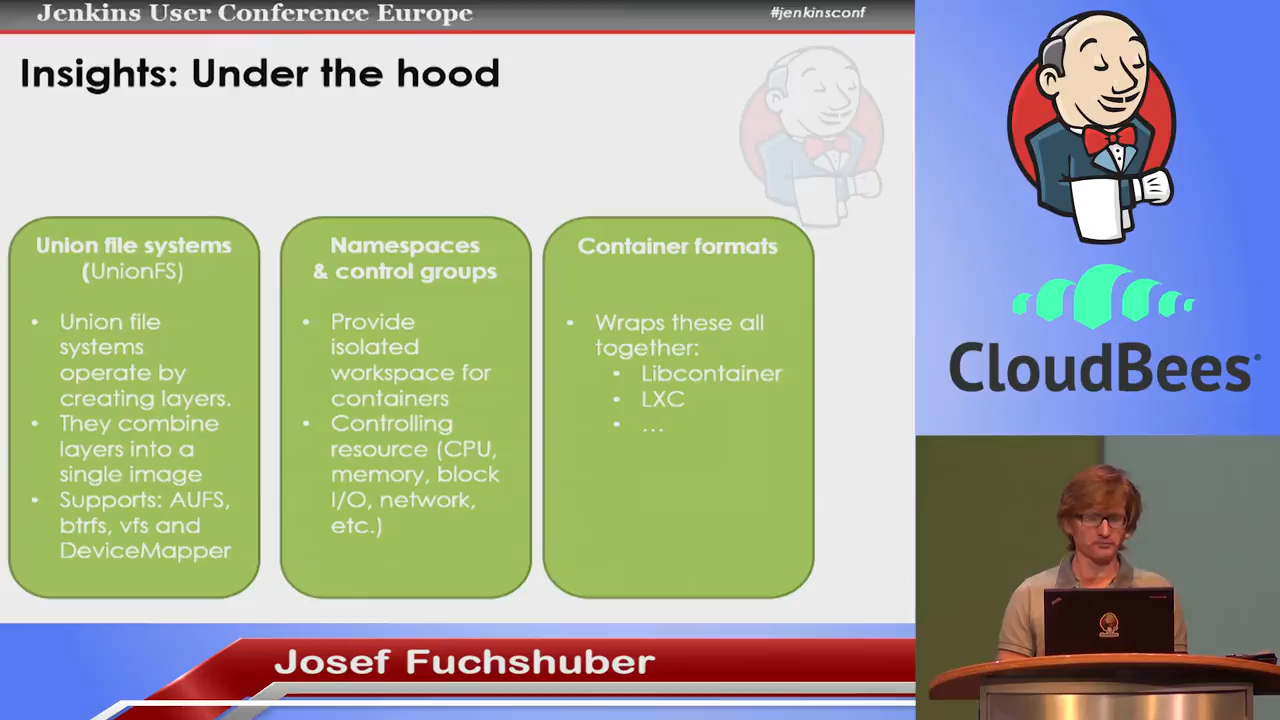 Jenkins User Conference Europe
#jenkinsconf
Insights: Under the hood
Union file systems
(UnionFS)
• Union file
systems
operate by
creating layers.
• They combine
layers into a
single image
• Supports: AUFS,
btrfs, vfs and
DeviceMapper
Namespaces
& control groups
• Provide
isolated
workspace for
containers
• Controlling
resource (CPU,
memory, block
I/O, network,
etc.)
Container formats
• Wraps these all
together:
• Libcontainer
• LXC
• ...
CloudBees
Josef Fuchshuber